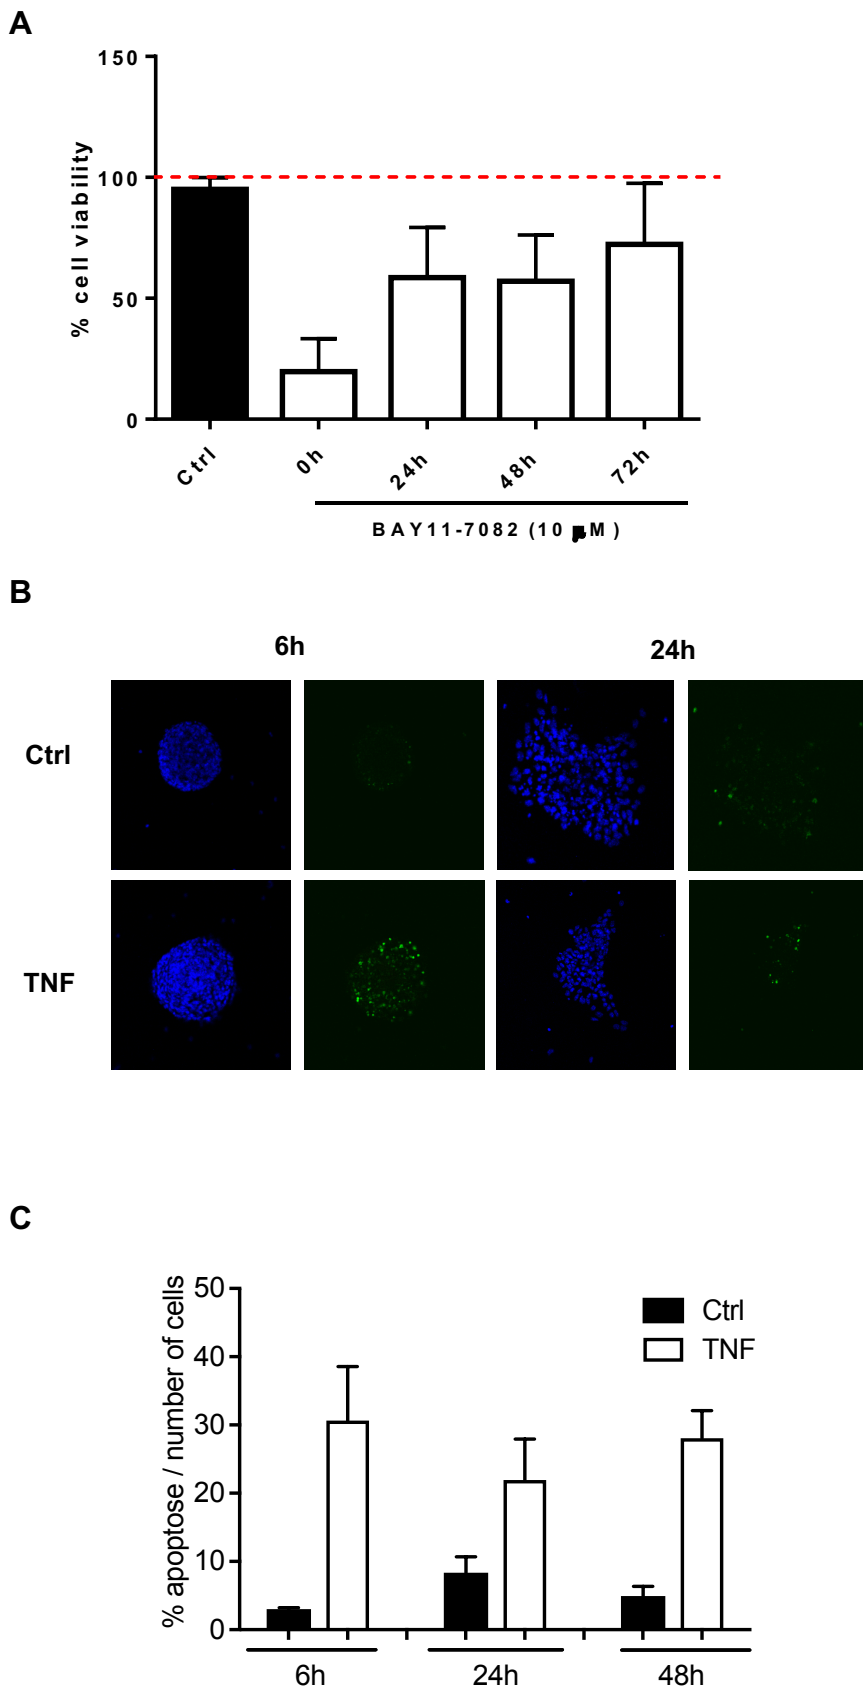 A
150
100
50
0
% cell viability
Ctrl
0h
24h
48h
72h
BAY11-7082 (10 μM)
B
6h
24h
Ctrl
TNF
C
50
40
30
20
10
0
% apoptose / number of cells
Ctrl
TNF
6h
24h
48h